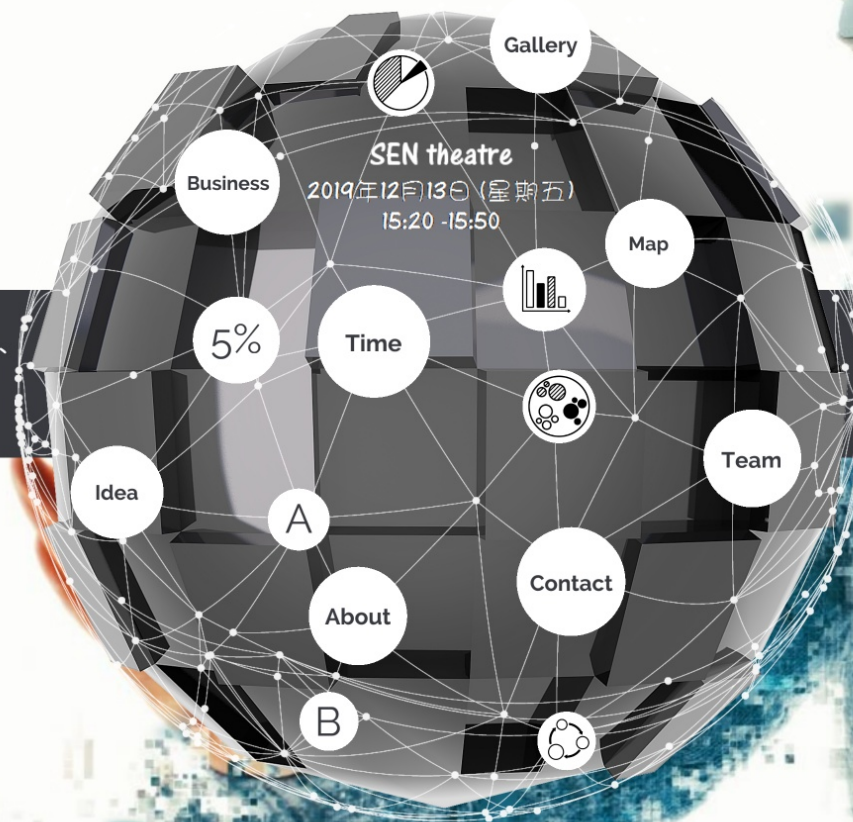 Gallery
SEN theatre
Business
2019年12月13日 (星期五)
15:20 -15:50
Map
5%
Time
Team
Idea
A
Contact
About
B